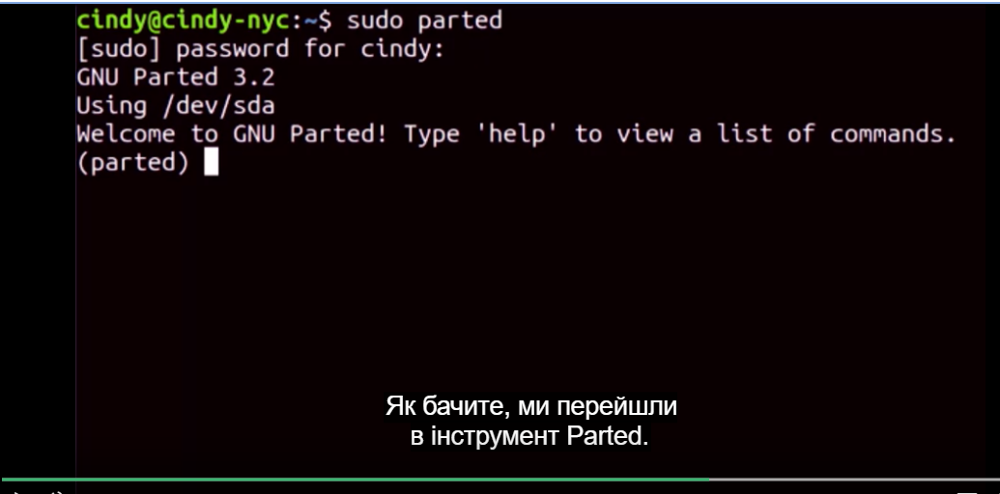 cindy@cindy-nyc:~$ sudo parted
[sudo] password for cindy:
GNU Parted 3.2
Using /dev/sda
Welcome to GNU Parted! Type 'help' to view a list of commands.
(parted)
Як бачите, ми перейшли
в інструмент Parted.